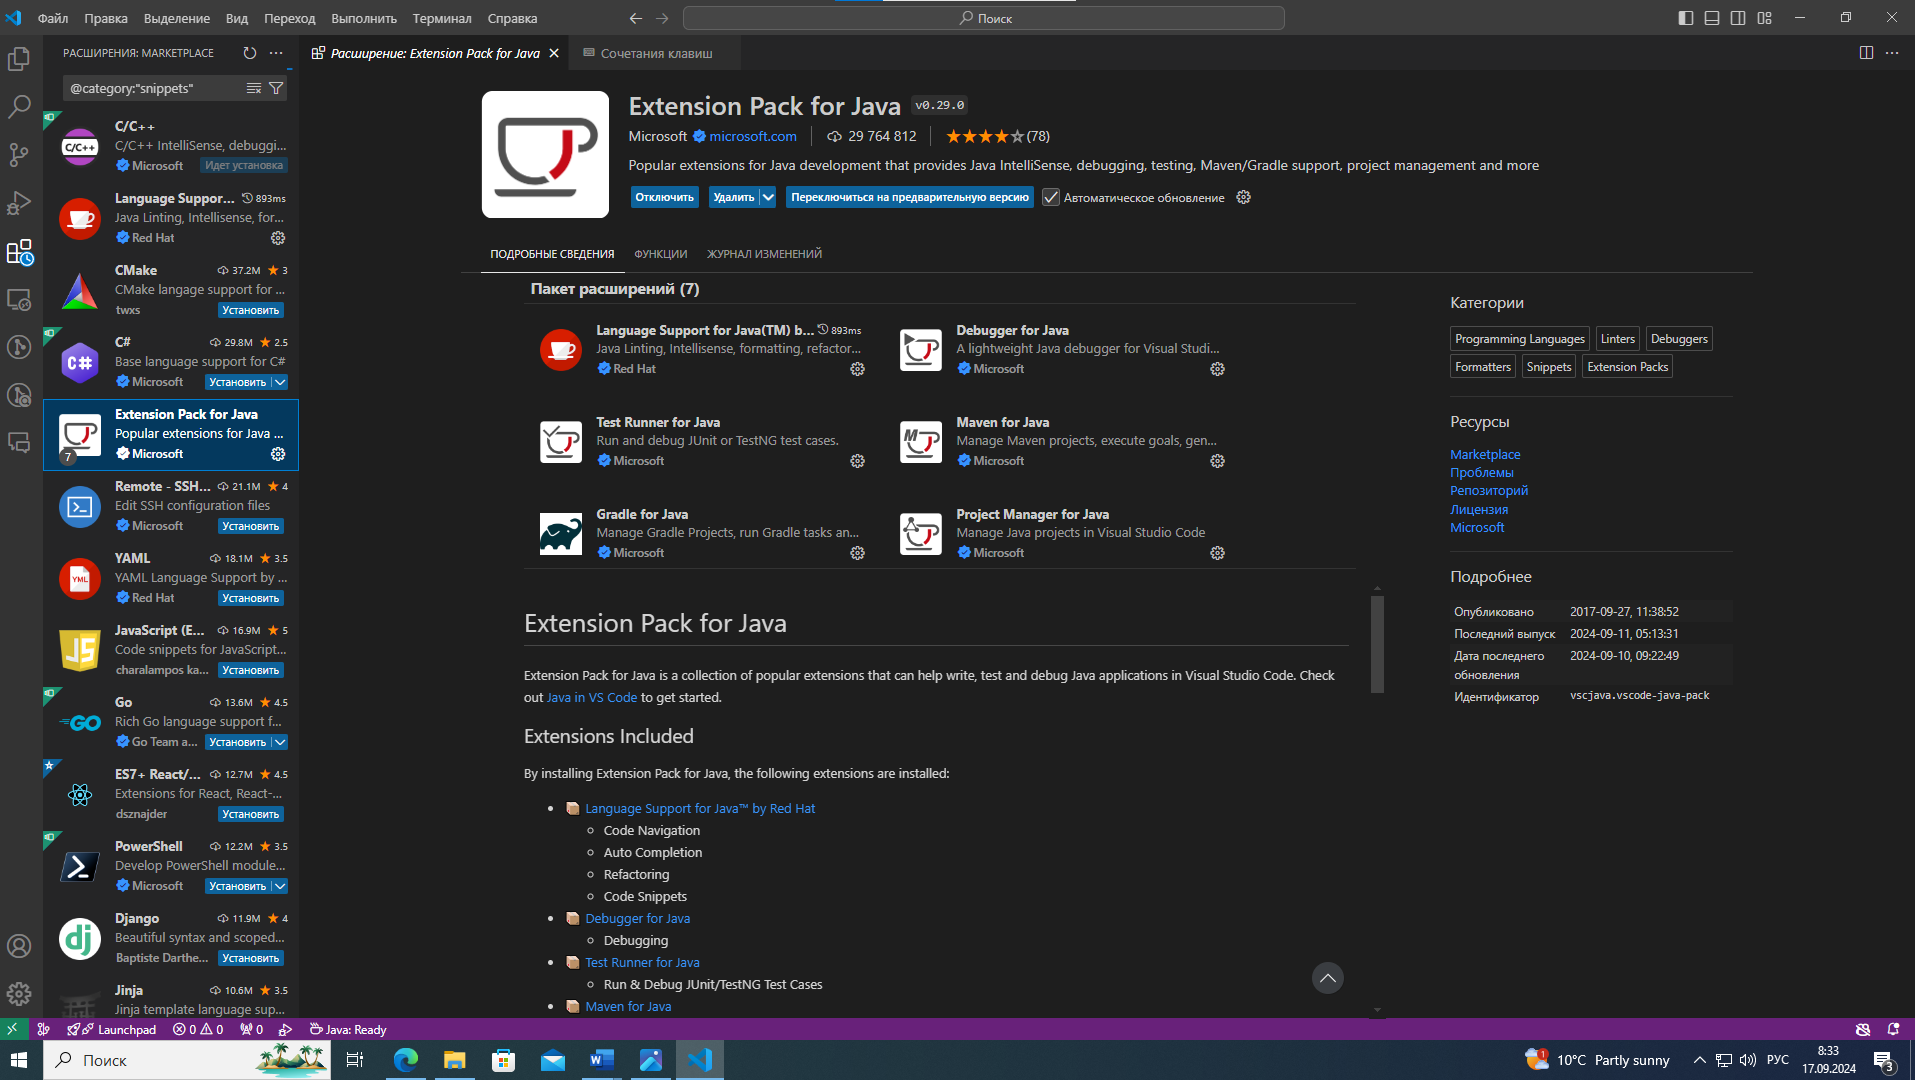 Файл Правка Выделение Вид Переход Выполнить Терминал Справка
Поиск
РАСШИРЕНИЯ: MARKETPLACE
Расширение: Extension Pack for Java
Сочетания клавиш
@category:"snippets"
C/C++
C/C++
C/C++ IntelliSense, debuggi...
Microsoft Идет установка
Language Suppor... 893ms
Java Linting, Intellisense, for...
Red Hat
CMake 37.2M 3
CMake langage support for ...
twxs Установить
C#
C# 29.8M 2.5
Base language support for C#
Microsoft Установить
Extension Pack for Java
Popular extensions for Java ...
7
Microsoft
Remote - SSH... 21.1M 4
Edit SSH configuration files
Microsoft Установить
YML
YAML 18.1M 3.5
YAML Language Support by ...
Red Hat Установить
JS
JavaScript (E... 16.9M 5
Code snippets for JavaScript...
charalampos ka... Установить
GO
Go 13.6M 4.5
Rich Go language support f...
Go Team a... Установить
ES7+ React/... 12.7M 4.5
Extensions for React, React-...
dsznajder Установить
PowerShell 12.2M 3.5
Develop PowerShell module...
Microsoft Установить
dj
Django 11.9M 4
Beautiful syntax and scoped...
Baptiste Darthe... Установить
Jinja 10.6M 3.5
Jinja template language sup...
Extension Pack for Java v0.29.0
Microsoft microsoft.com 29 764 812 (78)
Popular extensions for Java development that provides Java IntelliSense, debugging, testing, Maven/Gradle support, project management and more
Отключить Удалить Переключиться на предварительную версию Автоматическое обновление
ПОДРОБНЫЕ СВЕДЕНИЯ ФУНКЦИИ ЖУРНАЛ ИЗМЕНЕНИЙ
Пакет расширений (7)
Language Support for Java(TM) b... 893ms
Java Linting, Intellisense, formatting, refactor...
Red Hat
Debugger for Java
A lightweight Java debugger for Visual Studi...
Microsoft
Test Runner for Java
Run and debug JUnit or TestNG test cases.
Microsoft
M
Maven for Java
Manage Maven projects, execute goals, gen...
Microsoft
Gradle for Java
Manage Gradle Projects, run Gradle tasks an...
Microsoft
Project Manager for Java
Manage Java projects in Visual Studio Code
Microsoft
Extension Pack for Java
Extension Pack for Java is a collection of popular extensions that can help write, test and debug Java applications in Visual Studio Code. Check
out Java in VS Code to get started.
Extensions Included
By installing Extension Pack for Java, the following extensions are installed:
Language Support for Java™ by Red Hat
Code Navigation
Auto Completion
Refactoring
Code Snippets
Debugger for Java
Debugging
Test Runner for Java
Run & Debug JUnit/TestNG Test Cases
Maven for Java
Категории
Programming Languages Linters Debuggers
Formatters Snippets Extension Packs
Ресурсы
Marketplace
Проблемы
Репозиторий
Лицензия
Microsoft
Подробнее
Опубликовано 2017-09-27, 11:38:52
Последний выпуск 2024-09-11, 05:13:31
Дата последнего обновления 2024-09-10, 09:22:49
Идентификатор vscjava.vscode-java-pack
Launchpad 0 0 0 Java: Ready
Поиск
1 10°C Partly sunny РУС
8:33
17.09.2024
3